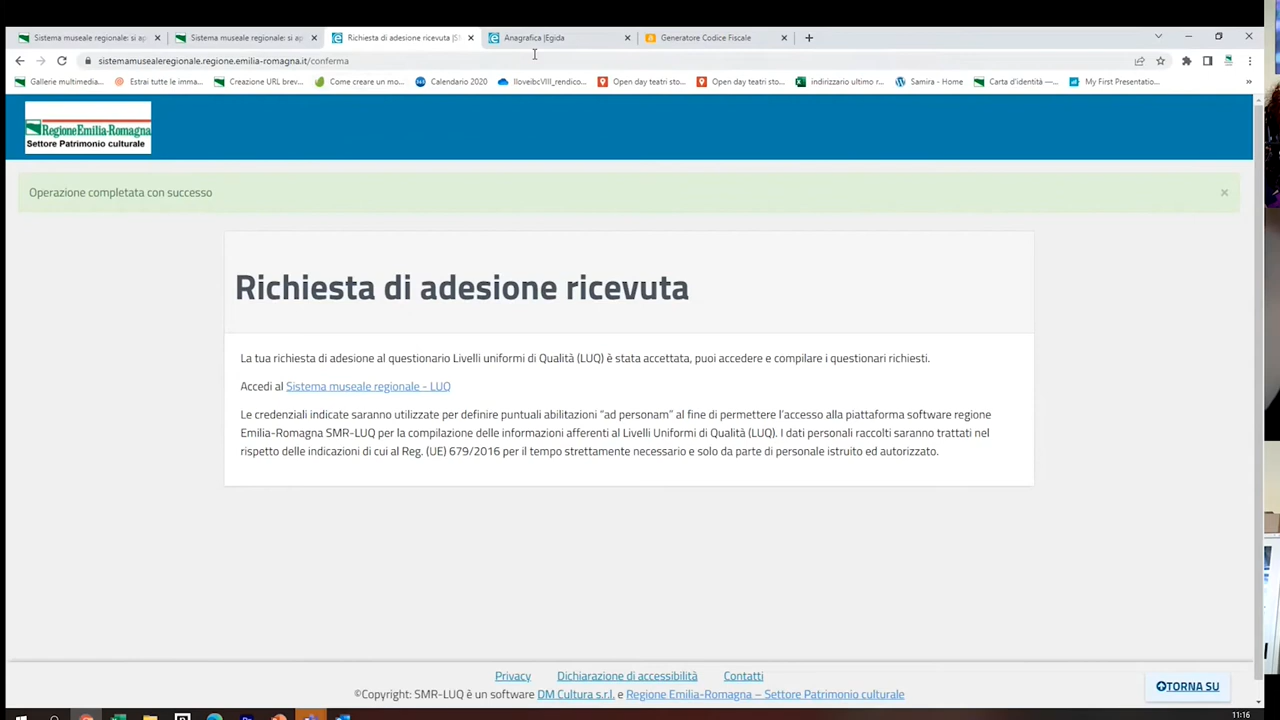 Sistema museale regionale: si ap
Sistema museale regionale: si ap
Richiesta di adesione ricevuta |S
Anagrafica |Egida
Generatore Codice Fiscale
sistemamusealeregionale.regione.emilia-romagna.it/conferma
Gallerie multimedia...
Estrai tutte le imma...
Creazione URL brev...
Come creare un mo...
Calendario 2020
IloveibcVIII_rendico...
Open day teatri sto...
Open day teatri sto...
indirizzario ultimo r...
Samira - Home
Carta d'identità —...
My First Presentatio...
»
RegioneEmilia-Romagna
Settore Patrimonio culturale
Operazione completata con successo
Richiesta di adesione ricevuta
La tua richiesta di adesione al questionario Livelli uniformi di Qualità (LUQ) è stata accettata, puoi accedere e compilare i questionari richiesti.
Accedi al Sistema museale regionale - LUQ
Le credenziali indicate saranno utilizzate per definire puntuali abilitazioni "ad personam" al fine di permettere l'accesso alla piattaforma software regione
Emilia-Romagna SMR-LUQ per la compilazione delle informazioni afferenti al Livelli Uniformi di Qualità (LUQ). I dati personali raccolti saranno trattati nel
rispetto delle indicazioni di cui al Reg. (UE) 679/2016 per il tempo strettamente necessario e solo da parte di personale istruito ed autorizzato.
Privacy
Dichiarazione di accessibilità
Contatti
©Copyright: SMR-LUQ è un software DM Cultura s.r.l. e Regione Emilia-Romagna – Settore Patrimonio culturale
TORNA SU
11:16